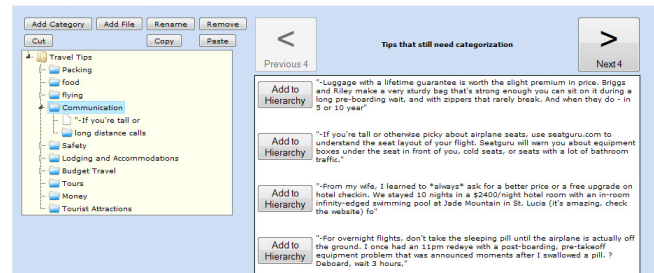 Add Category Add File Rename Remove
Cut Copy Paste
Travel Tips
Packing
food
flying
Communication
"-If you're tall or
long distance calls
Safety
Lodging and Accommodations
Budget Travel
Tours
Money
Tourist Attractions
<
Previous 4
Tips that still need categorization
>
Next 4
Add to
Hierarchy
"-Luggage with a lifetime guarantee is worth the slight premium in price. Briggs
and Riley make a very sturdy bag that's strong enough you can sit on it during a
long pre-boarding wait, and with zippers that rarely break. And when they do - in
5 or 10 year"
Add to
Hierarchy
"-If you're tall or otherwise picky about airplane seats, use seatguru.com to
understand the seat layout of your flight. Seatguru will warn you about equipment
boxes under the seat in front of you, cold seats, or seats with a lot of bathroom
traffic."
Add to
Hierarchy
"-From my wife, I learned to *always* ask for a better price or a free upgrade on
hotel checkin. We stayed 10 nights in a $2400/night hotel room with an in-room
infinity-edged swimming pool at Jade Mountain in St. Lucia (it's amazing, check
the website) fo"
Add to
Hierarchy
"-For overnight flights, don't take the sleeping pill until the airplane is actually off
the ground. I once had an 11pm redeye with a post-boarding, pre-takeoff
equipment problem that was announced moments after I swallowed a pill. ?
Deboard, wait 3 hours,"